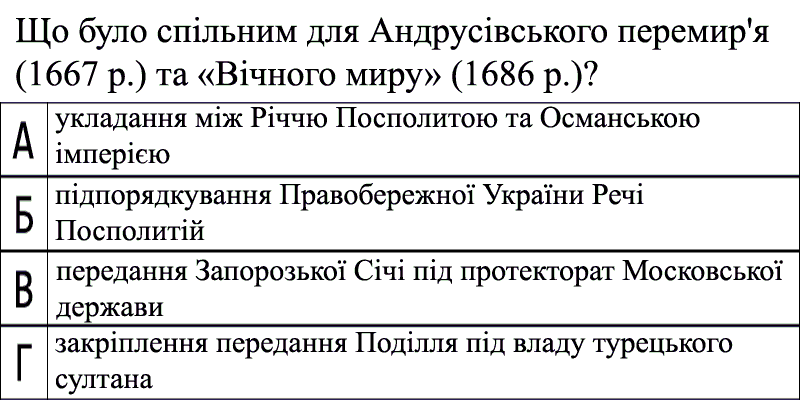 Що було спільним для Андрусівського перемир'я
(1667 р.) та «Вічного миру» (1686 р.)?
А
укладання між Річчю Посполитою та Османською
імперією
Б
підпорядкування Правобережної України Речі
Посполитій
В
передання Запорозької Січі під протекторат Московської
держави
Г
закріплення передання Поділля під владу турецького
султана